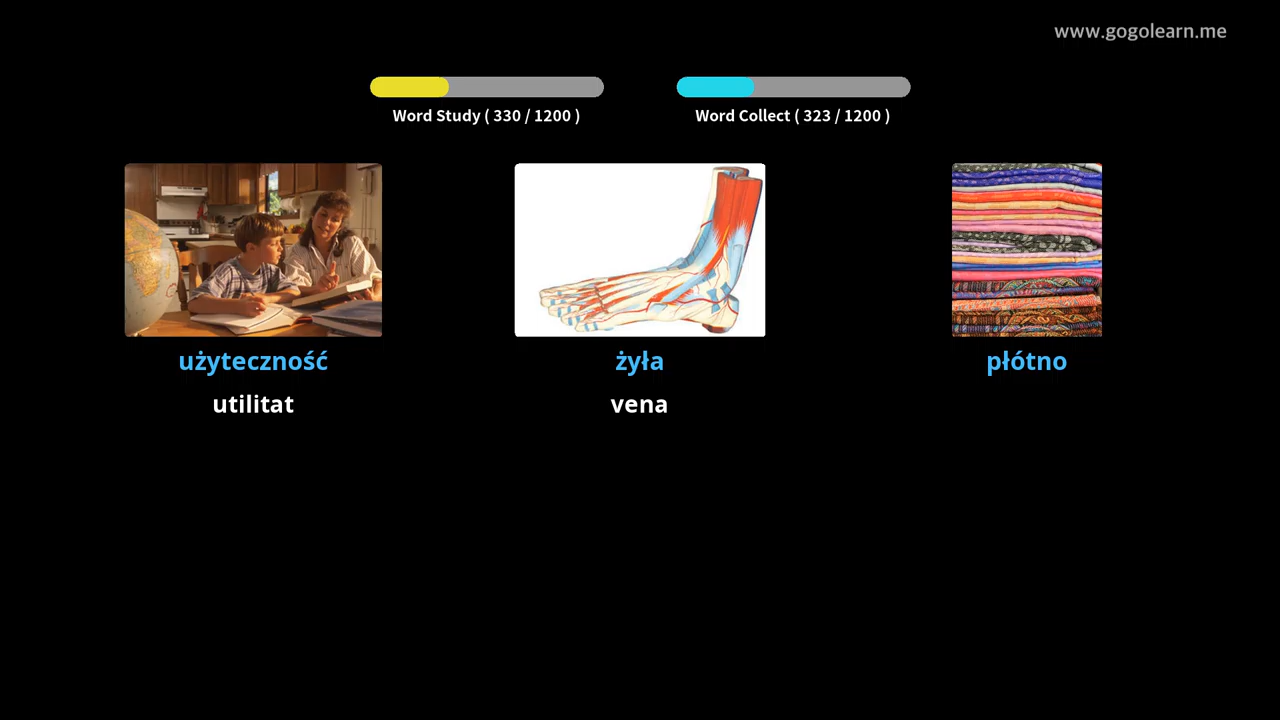 www.gogolearn.me
Word Study ( 330 / 1200 )
Word Collect ( 323 / 1200 )
użyteczność
żyła
płótno
utilitat
vena